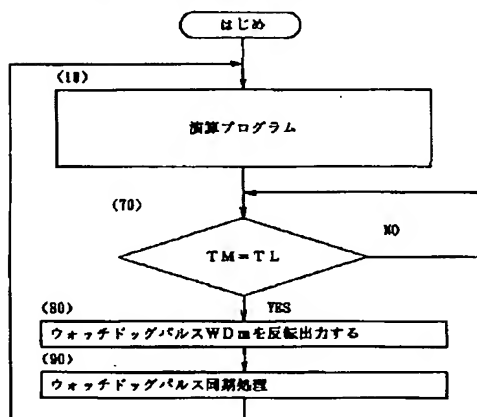 はじめ
(10)
演算プログラム
(70)
NO
TM=TL
(80)
YES
ウォッチドッグパルスWDmを反転出力する
(90)
ウォッチドッグパルス同期処理